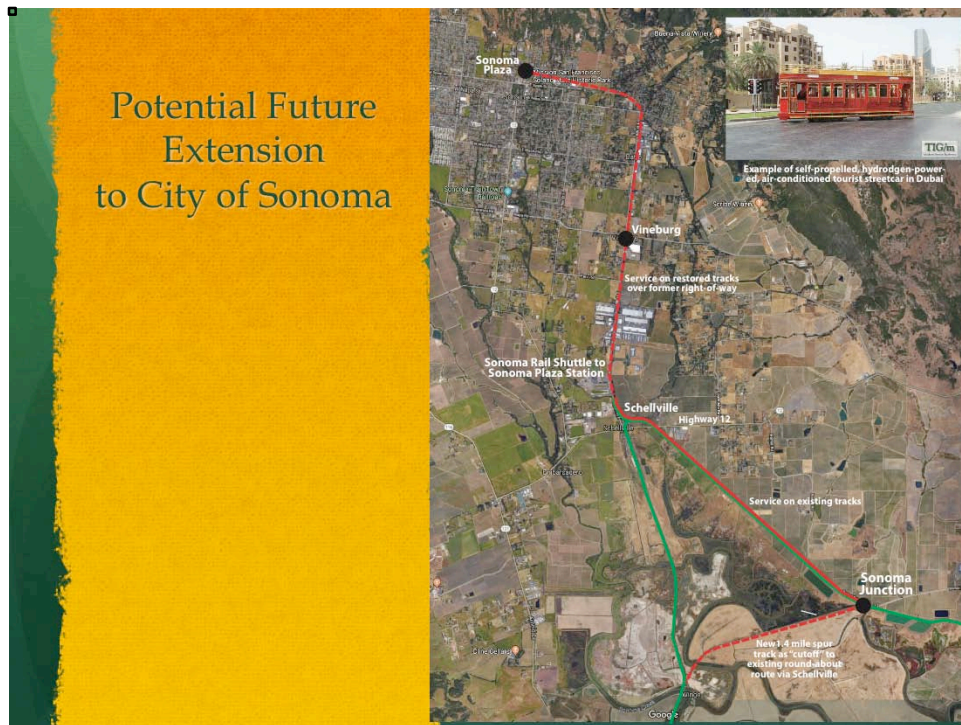 Potential Future
Extension
to City of Sonoma
Sonoma
Plaza
Buena Vista Winery
TIG/m
Example of self-propelled, hydrodgen-power-
ed, air-conditioned tourist streetcar in Dubai
Vineburg
Service on restored tracks
over former right-of-way
Sonoma Rail Shuttle to
Sonoma Plaza Station
Schellville
Highway 12
Service on existing tracks
Sonoma
Junction
New 1.4 mile spur
track as "cutoff" to
existing round-about
route via Schellville
Google